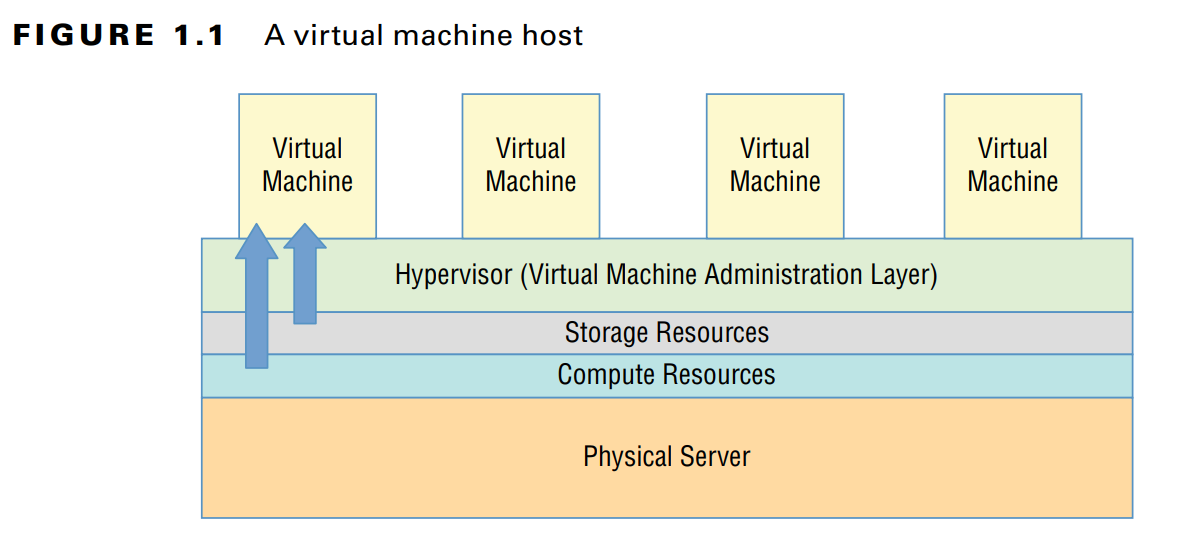 FIGURE 1.1 A virtual machine host
Virtual
Machine
Virtual
Machine
Virtual
Machine
Virtual
Machine
Hypervisor (Virtual Machine Administration Layer)
Storage Resources
Compute Resources
Physical Server